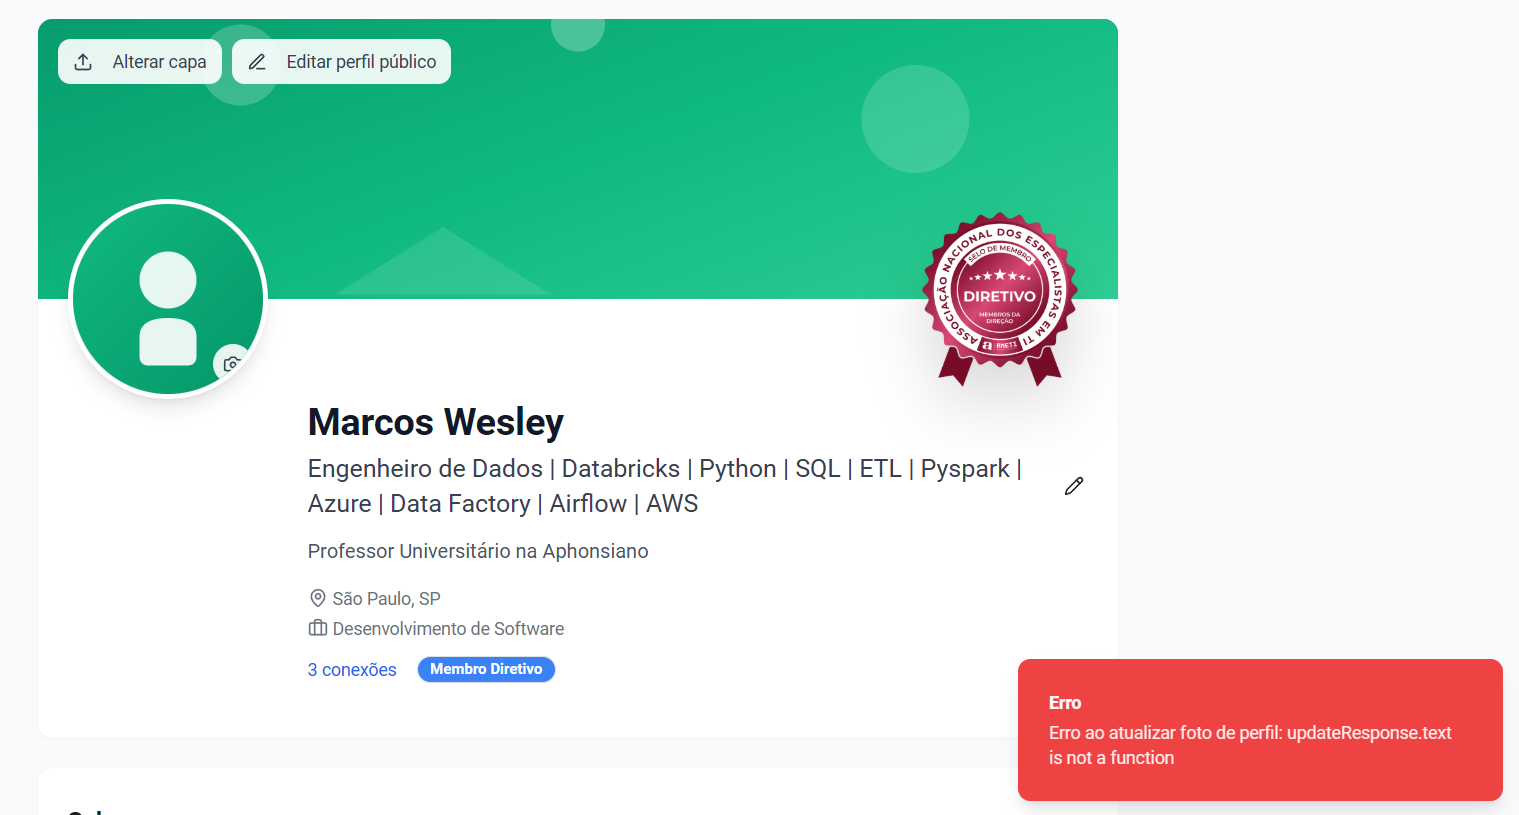 Alterar capa
Editar perfil público
ASSOCIAÇÃO NACIONAL DOS ESPECIALISTAS EM TI
SELO DE MEMBRO
DIRETIVO
MEMBROS DA
DIREÇÃO
a ANETI
Marcos Wesley
Engenheiro de Dados | Databricks | Python | SQL | ETL | Pyspark |
Azure | Data Factory | Airflow | AWS
Professor Universitário na Aphonsiano
São Paulo, SP
Desenvolvimento de Software
3 conexões
Membro Diretivo
Erro
Erro ao atualizar foto de perfil: updateResponse.text
is not a function